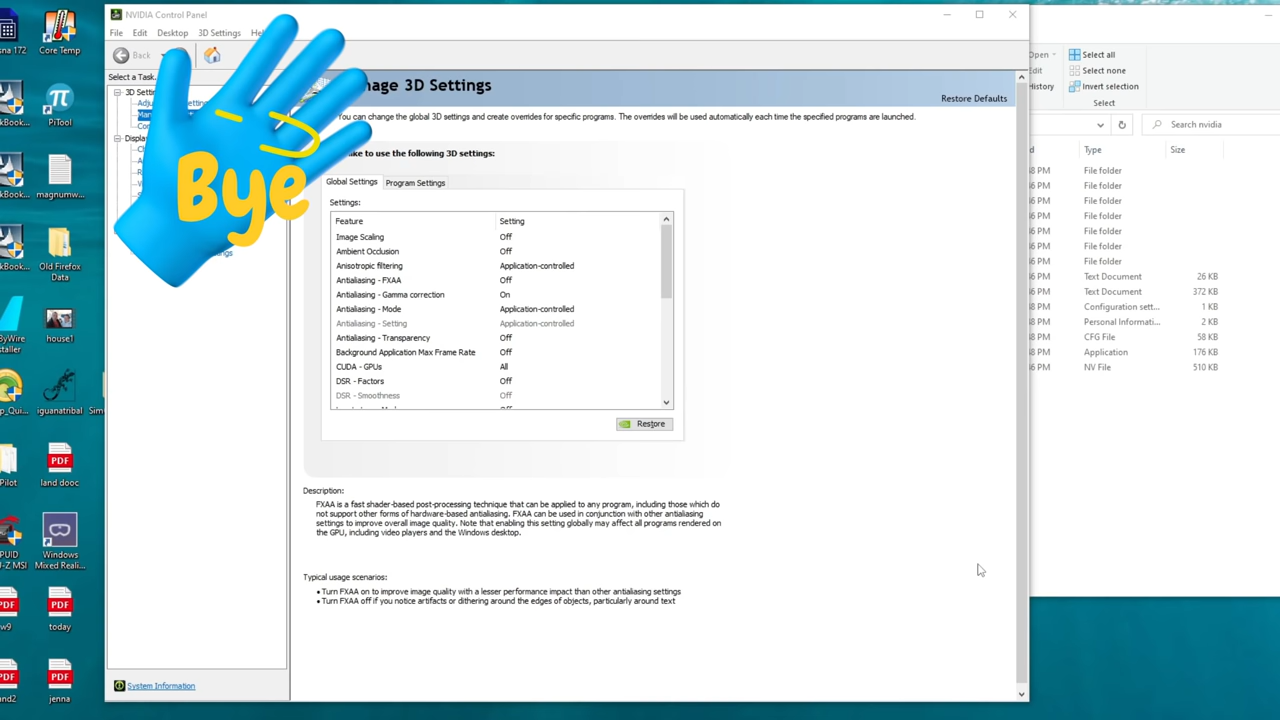 NVIDIA Control Panel
File Edit Desktop 3D Settings
Back
Select a Task
3D
Manage 3D Settings
Restore Defaults
You can change the global 3D settings and create overrides for specific programs. The overrides will be used automatically each time the specified programs are launched.
like to use the following 3D settings:
Global Settings Program Settings
Settings:
Feature Setting
Image Scaling Off
Ambient Occlusion Off
Anisotropic filtering Application-controlled
Antialiasing - FXAA Off
Antialiasing - Gamma correction On
Antialiasing - Mode Application-controlled
Antialiasing - Setting Application-controlled
Antialiasing - Transparency Off
Background Application Max Frame Rate Off
CUDA - GPUs All
DSR - Factors Off
DSR - Smoothness Off
Restore
Description:
FXAA is a fast shader-based post-processing technique that can be applied to any program, including those which do
not support other forms of hardware-based antialiasing. FXAA can be used in conjunction with other antialiasing
settings to improve overall image quality. Note that enabling this setting globally may affect all programs rendered on
the GPU, including video players and the Windows desktop.
Typical usage scenarios:
• Turn FXAA on to improve image quality with a lesser performance impact than other antialiasing settings
• Turn FXAA off if you notice artifacts or dithering around the edges of objects, particularly around text
System Information
Bye
Core Temp
PiTool
magnumw...
Old Firefox
Data
house1
iguanatribal
PDF
land dooc
Windows
Mixed Reali...
PDF
today
PDF
jenna
Open
Edit
History
Select all
Select none
Invert selection
Select
Search nvidia
Type Size
File folder
File folder
File folder
File folder
File folder
File folder
File folder
Text Document 26 KB
Text Document 372 KB
Configuration sett... 1 KB
Personal Informati... 2 KB
CFG File 58 KB
Application 176 KB
NV File 510 KB